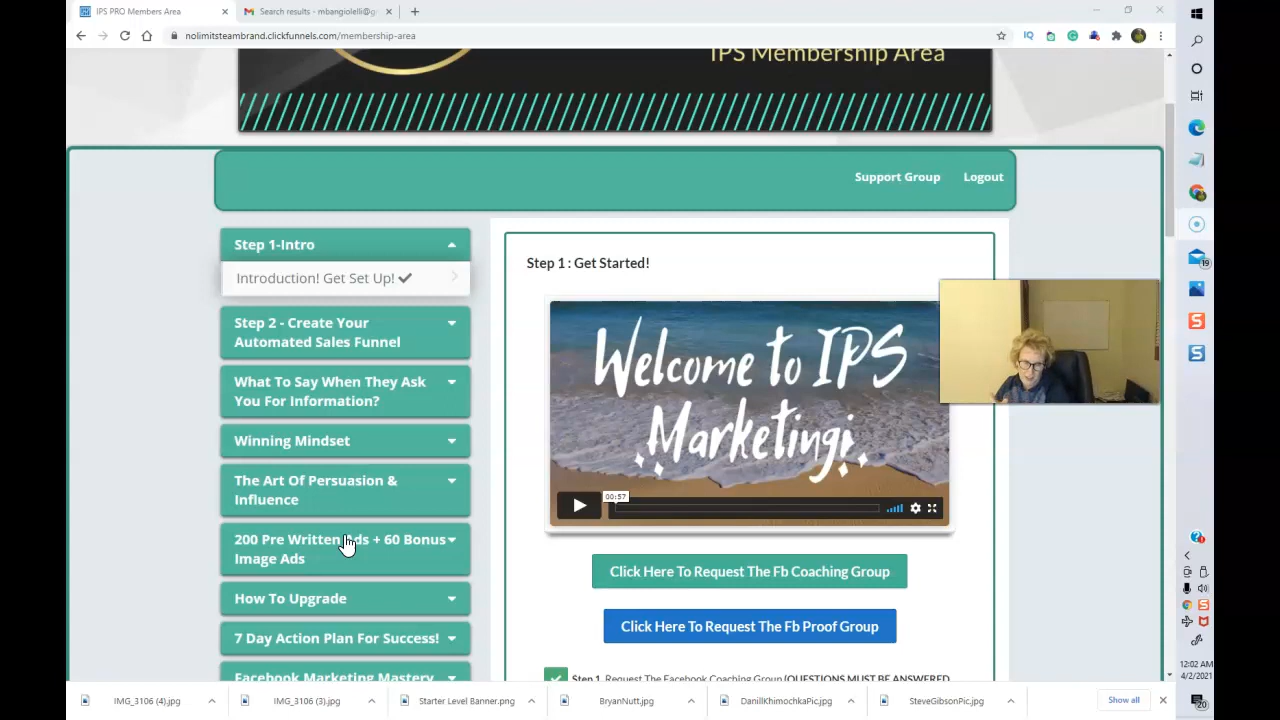 IPS PRO Members Area
Search results - mbangiolelli@g
nolimitsteambrand.clickfunnels.com/membership-area
IPS Membership Area
Support Group
Logout
Step 1-Intro
Introduction! Get Set Up!
Step 2 - Create Your
Automated Sales Funnel
What To Say When They Ask
You For Information?
Winning Mindset
The Art Of Persuasion &
Influence
200 Pre Written Ads + 60 Bonus
Image Ads
How To Upgrade
7 Day Action Plan For Success!
Facebook Marketing Mastery
Step 1 : Get Started!
Welcome to IPS
Marketing!
00:57
Click Here To Request The Fb Coaching Group
Click Here To Request The Fb Proof Group
Step 1. Request The Facebook Coaching Group (QUESTIONS MUST BE ANSWERED
IQ
19
12:02 AM
4/2/2021
20
IMG_3106 (4).jpg
IMG_3106 (3).jpg
Starter Level Banner.png
BryanNutt.jpg
DanilKhimochkaPic.jpg
SteveGibsonPic.jpg
Show all